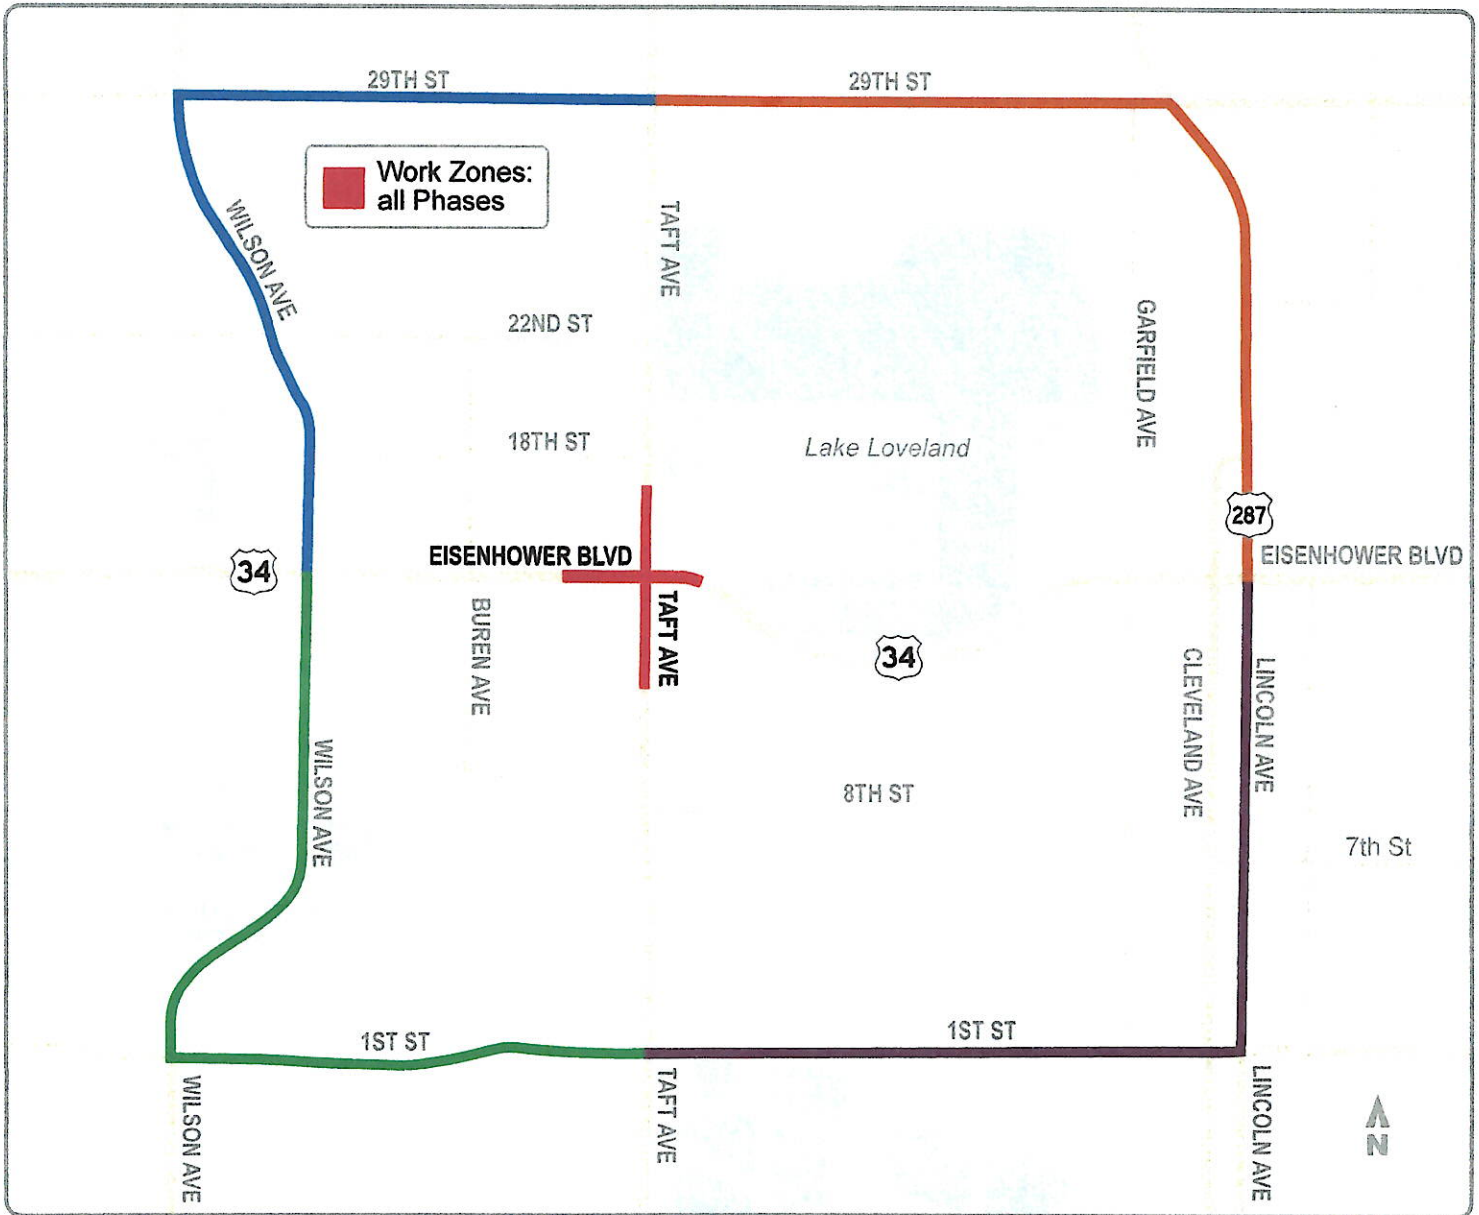 29TH ST
29TH ST
Work Zones:
all Phases
WILSON AVE
TAFT AVE
22ND ST
GARFIELD AVE
18TH ST
Lake Loveland
287
EISENHOWER BLVD
EISENHOWER BLVD
34
BUREN AVE
TAFT AVE
34
CLEVELAND AVE
LINCOLN AVE
WILSON AVE
8TH ST
7th St
1ST ST
1ST ST
WILSON AVE
TAFT AVE
LINCOLN AVE
N